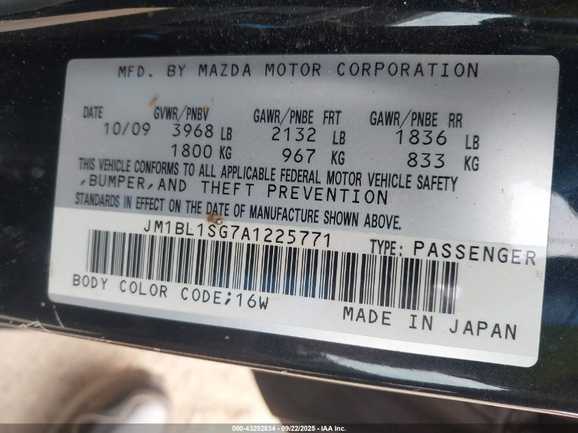 MFD. BY MAZDA MOTOR CORPORATION
DATE GVWR/PNBV GAWR/PNBE FRT GAWR/PNBE RR
10/09 3968 LB 2132 LB 1836 LB
1800 KG 967 KG 833 KG
THIS VEHICLE CONFORMS TO ALL APPLICABLE FEDERAL MOTOR VEHICLE SAFETY
,BUMPER,AND THEFT PREVENTION
STANDARDS IN EFFECT ON THE DATE OF MANUFACTURE SHOWN ABOVE.
JM1BL1SG7A1225771 TYPE: PASSENGER
BODY COLOR CODE;16W
MADE IN JAPAN
000-43292834 - 09/22/2025 - IAA Inc.